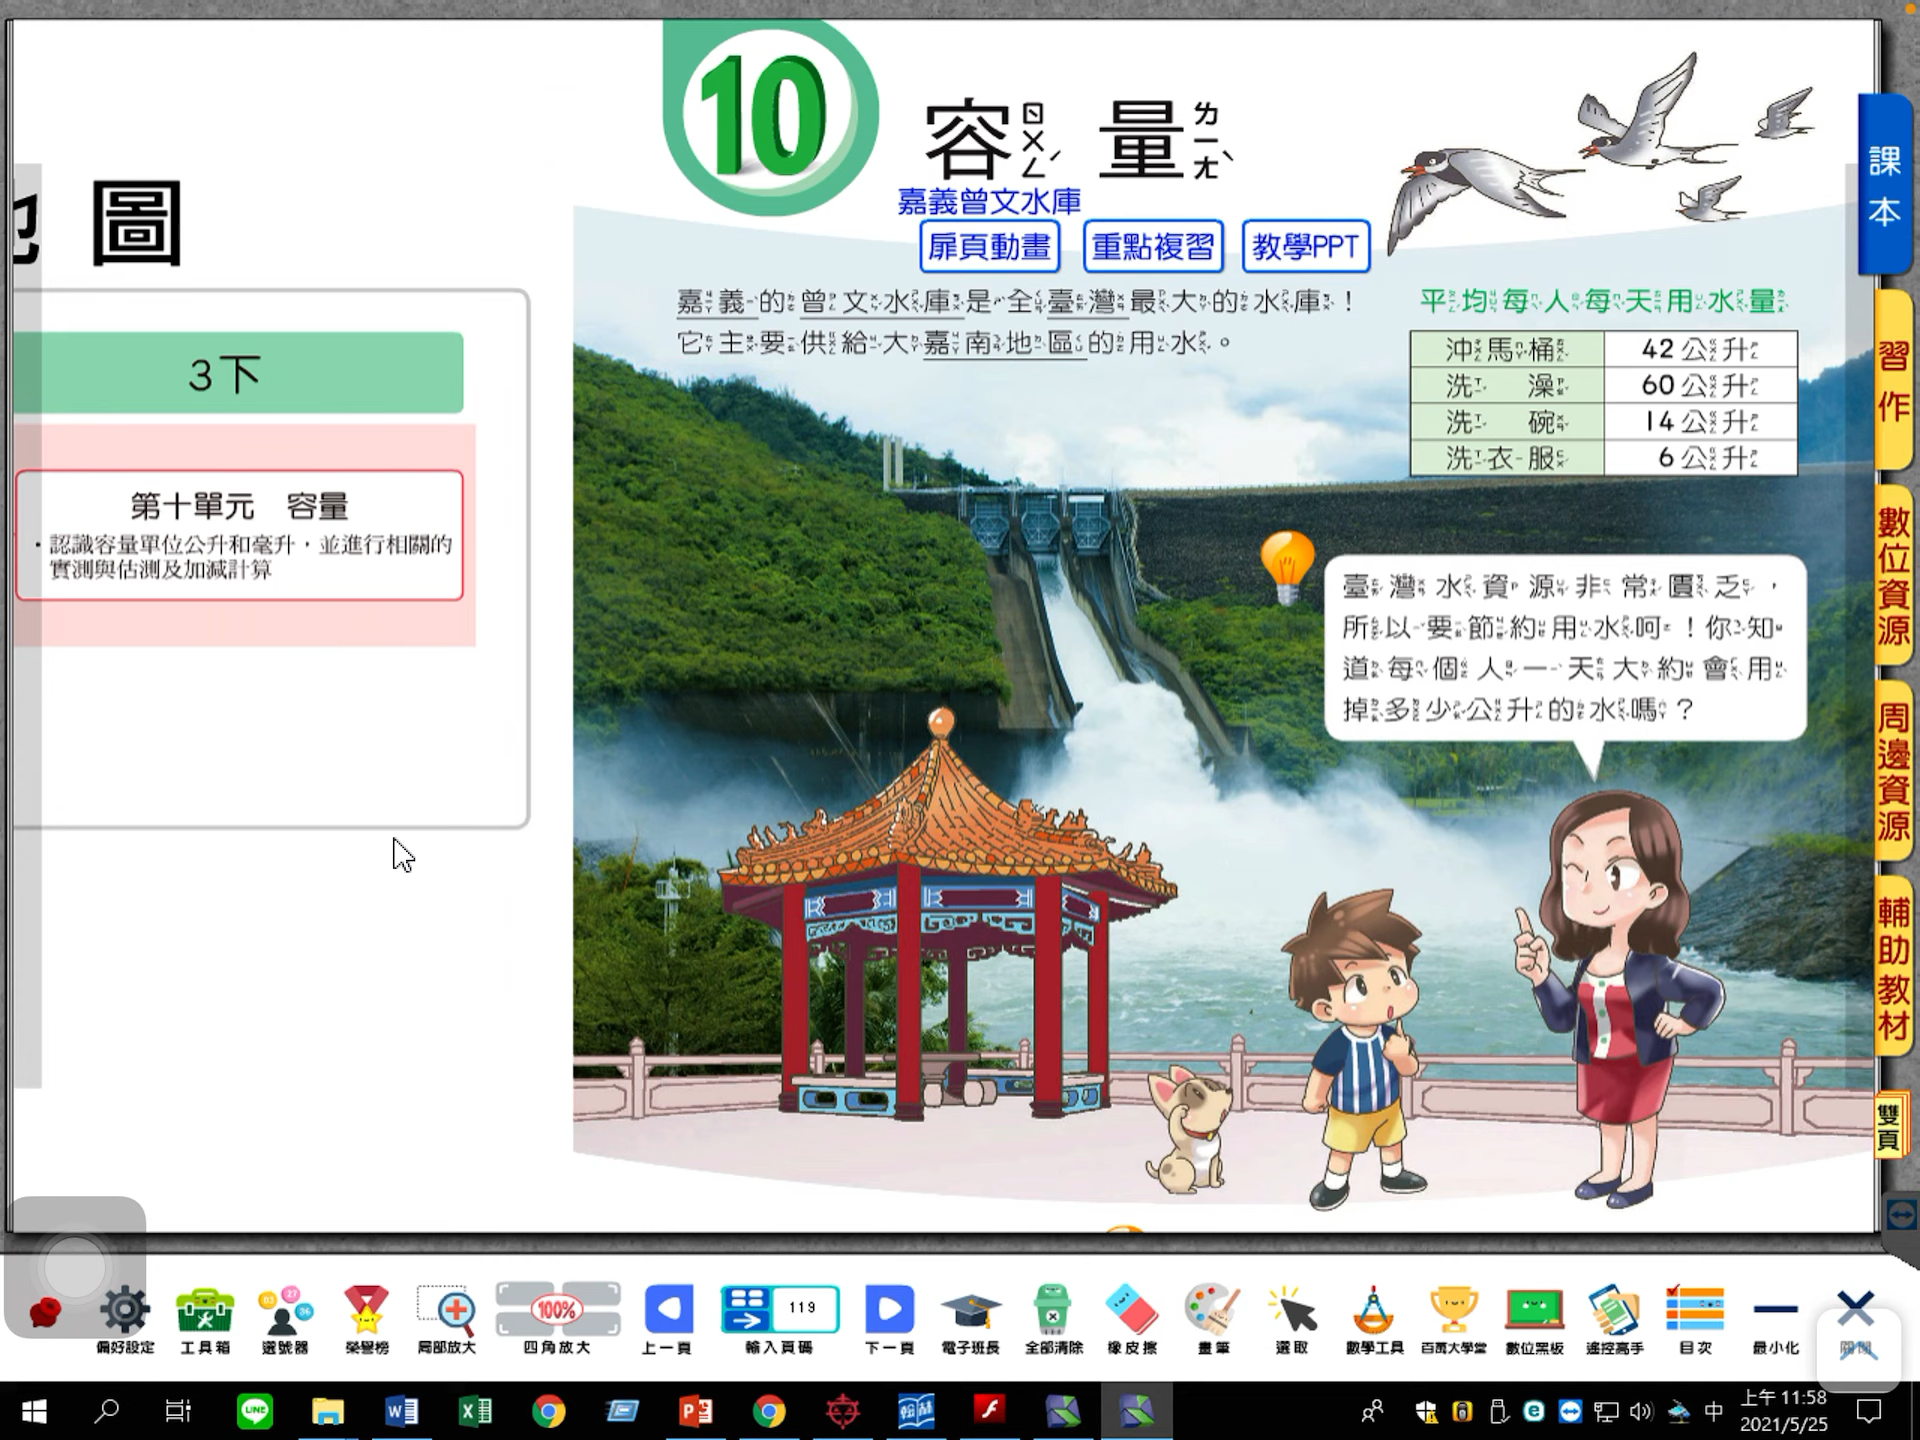 10
容 量
ㄖㄨㄥˊ ㄌㄧㄤˋ
嘉義曾文水庫
扉頁動畫 重點複習 教學PPT
嘉義的曾文水庫是全臺灣最大的水庫！
它主要供給大嘉南地區的用水。
平均每人每天用水量
沖馬桶 42公升
洗 澡 60公升
洗 碗 14公升
洗衣服 6公升
臺灣水資源非常匱乏，
所以要節約用水呵！你知
道每個人一天大約會用
掉多少公升的水嗎？
圖
3下
第十單元 容量
．認識容量單位公升和毫升，並進行相關的
實測與估測及加減計算
課本
習作
數位資源
周邊資源
輔助教材
雙頁
03 27 36
100%
119
偏好設定 工具箱 選號器 榮譽榜 局部放大 四角放大 上一頁 輸入頁碼 下一頁 電子班長 全部清除 橡皮擦 畫筆 選取 數學工具 百萬大學堂 數位黑板 遙控高手 目次 最小化 關閉
LINE
中
上午 11:58
2021/5/25